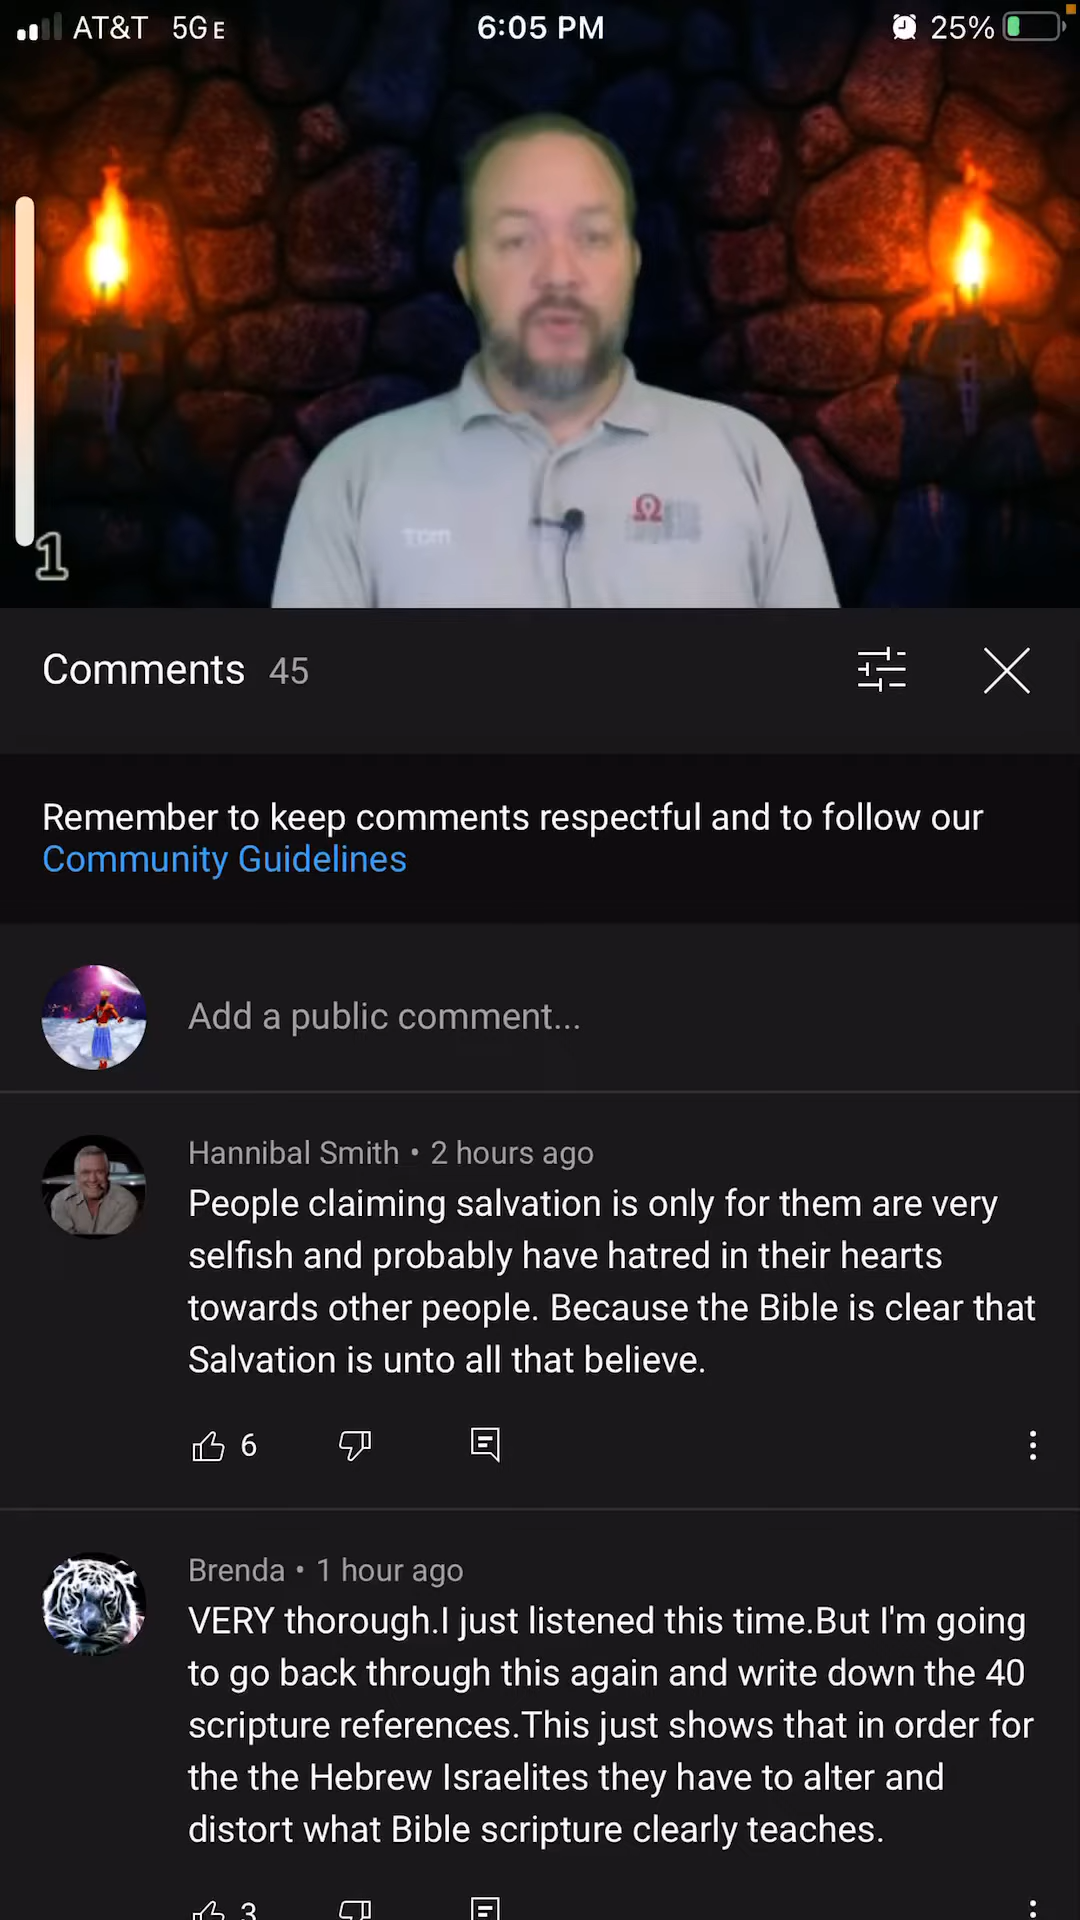 AT&T 5GE 6:05 PM 25%
TOM
1
Comments 45
Remember to keep comments respectful and to follow our
Community Guidelines
Add a public comment...
Hannibal Smith • 2 hours ago
People claiming salvation is only for them are very
selfish and probably have hatred in their hearts
towards other people. Because the Bible is clear that
Salvation is unto all that believe.
6
Brenda • 1 hour ago
VERY thorough.I just listened this time.But I'm going
to go back through this again and write down the 40
scripture references.This just shows that in order for
the the Hebrew Israelites they have to alter and
distort what Bible scripture clearly teaches.
3